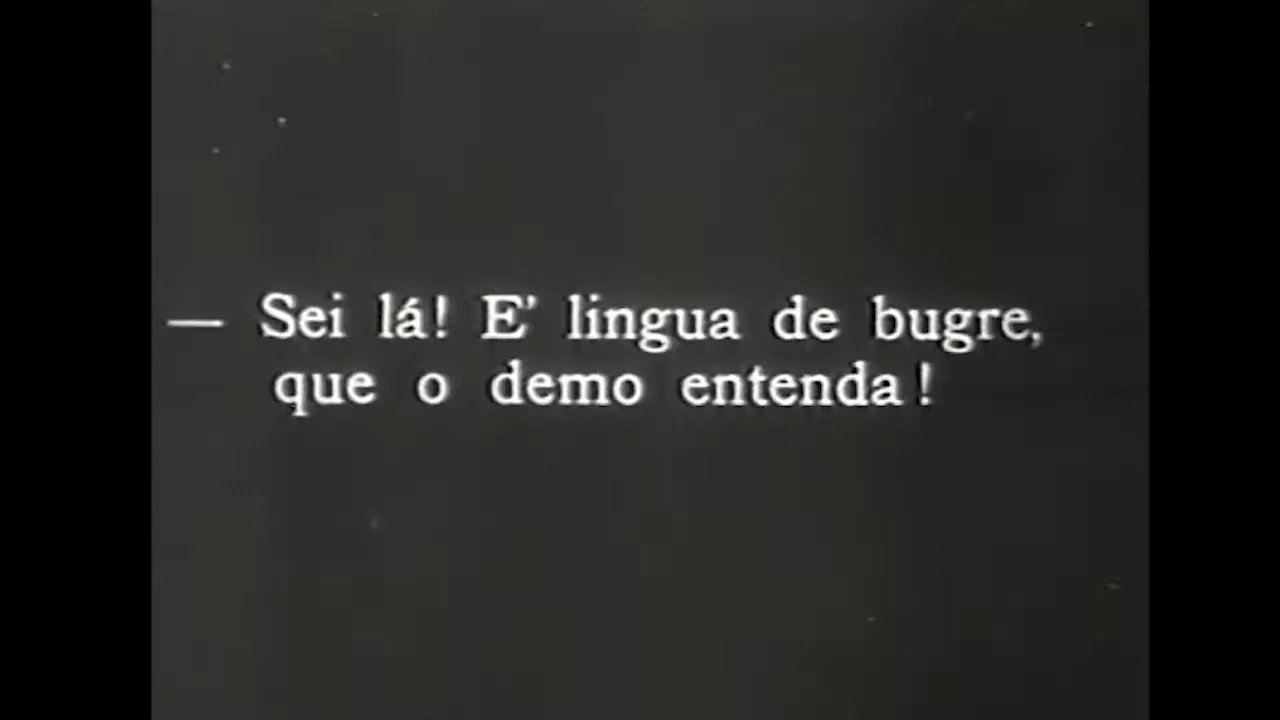 — Sei lá! E' lingua de bugre,
que o demo entenda!